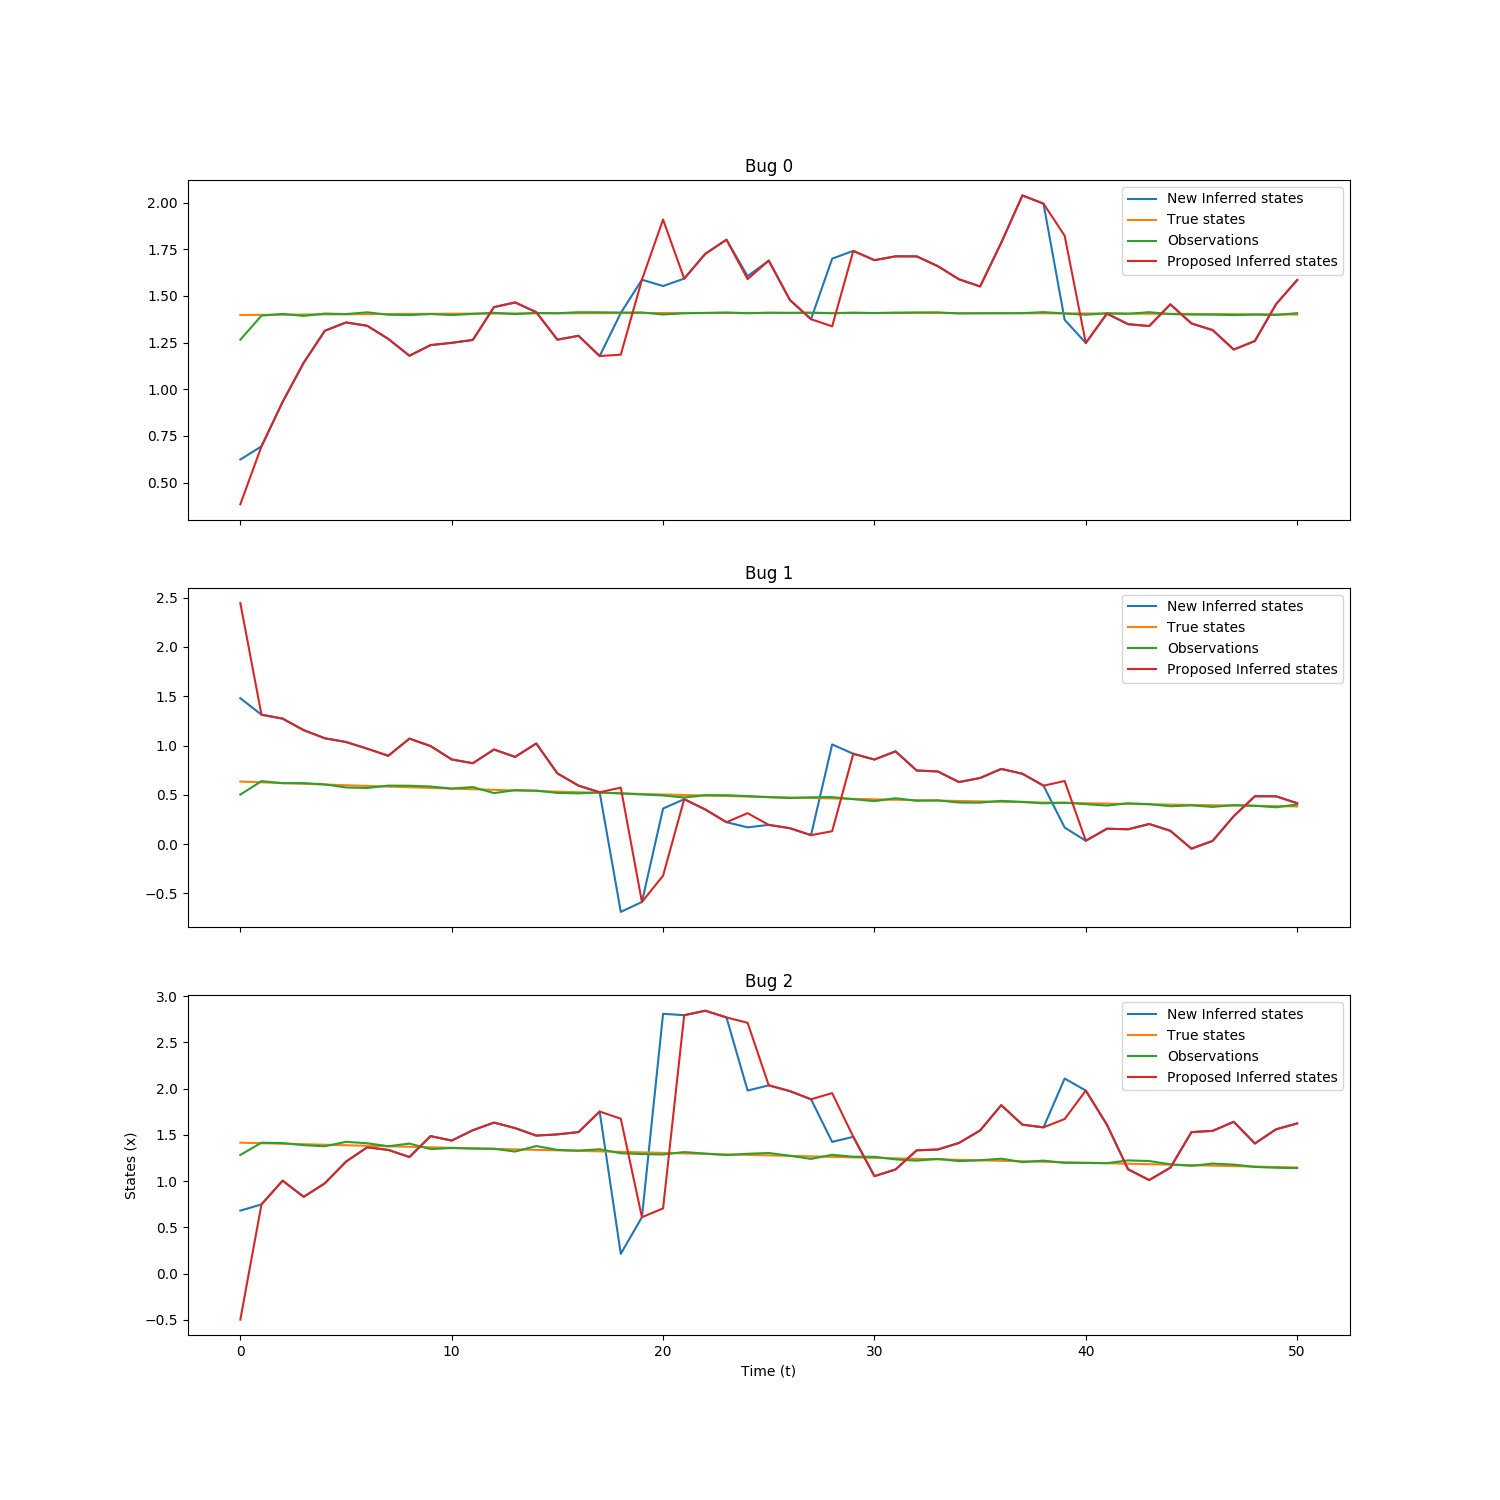 Bug 0
2.00
1.75
1.50
1.25
1.00
0.75
0.50
New Inferred states
True states
Observations
Proposed Inferred states
Bug 1
2.5
2.0
1.5
1.0
0.5
0.0
−0.5
New Inferred states
True states
Observations
Proposed Inferred states
Bug 2
3.0
2.5
2.0
1.5
1.0
0.5
0.0
−0.5
States (x)
New Inferred states
True states
Observations
Proposed Inferred states
0 10 20 30 40 50
Time (t)